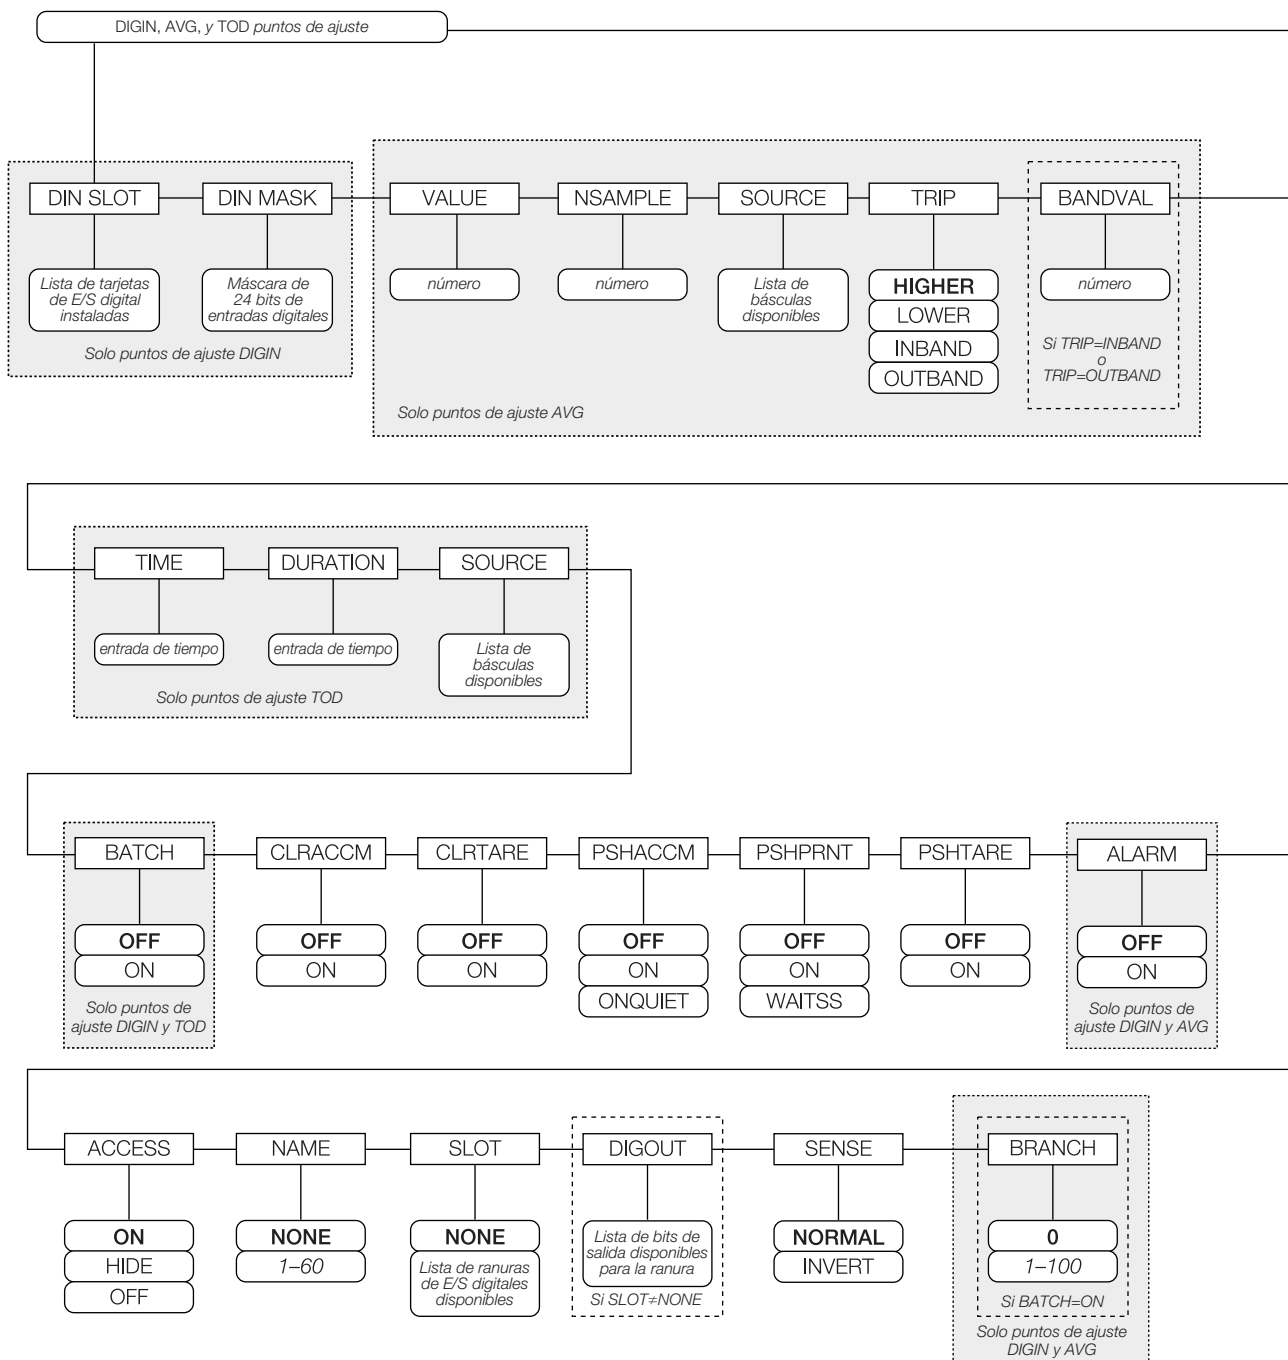 DIGIN, AVG, y TOD puntos de ajuste
DIN SLOT
DIN MASK
Lista de tarjetas
de E/S digital
instaladas
Máscara de
24 bits de
entradas digitales
Solo puntos de ajuste DIGIN
VALUE
NSAMPLE
SOURCE
TRIP
BANDVAL
número
número
Lista de
básculas
disponibles
HIGHER
LOWER
INBAND
OUTBAND
número
Si TRIP=INBAND
o
TRIP=OUTBAND
Solo puntos de ajuste AVG
TIME
DURATION
SOURCE
entrada de tiempo
entrada de tiempo
Lista de
básculas
disponibles
Solo puntos de ajuste TOD
BATCH
CLRACCM
CLRTARE
PSHACCM
PSHPRNT
PSHTARE
ALARM
OFF
ON
Solo puntos de
ajuste DIGIN y TOD
OFF
ON
OFF
ON
OFF
ON
ONQUIET
OFF
ON
WAITSS
OFF
ON
OFF
ON
Solo puntos de
ajuste DIGIN y AVG
ACCESS
NAME
SLOT
DIGOUT
SENSE
BRANCH
ON
HIDE
OFF
NONE
1–60
NONE
Lista de ranuras
de E/S digitales
disponibles
Lista de bits de
salida disponibles
para la ranura
Si SLOT≠NONE
NORMAL
INVERT
0
1–100
Si BATCH=ON
Solo puntos de ajuste
DIGIN y AVG